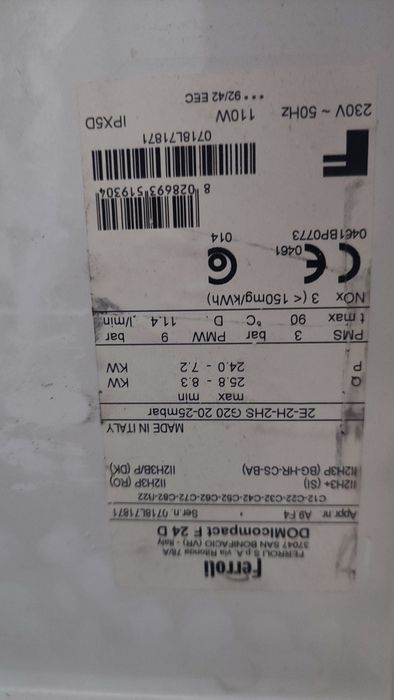 Ferroli
FERROLI S.p.A. Via Ritonda 78/A
37047 SAN BONIFACIO (VR) - Italy
DOMIcompact F 24 D
Appr. nr. A9 F4 Ser. n. 0718L71871
C12-C22-C32-C42-C52-C62-C72-C82-B22
II2H3+ (SI) II2H3P (RO)
II2H3P (BG-HR-CS-BA) II2H3B/P (DK)
MADE IN ITALY
2E-2H-2HS G20 20-25mbar
max min
Q 25.8 - 8.3 KW
P 24.0 - 7.2 KW
PMS 3 bar PMW 9 bar
t max 90 °C D. 11.4 l/min
NOx 3 (< 150mg/kWh)
CE 0461
0461BP0773 014
8 028693 519304
0718L71871
230V ~ 50Hz 110W IPX5D
*** 92/42 EEC